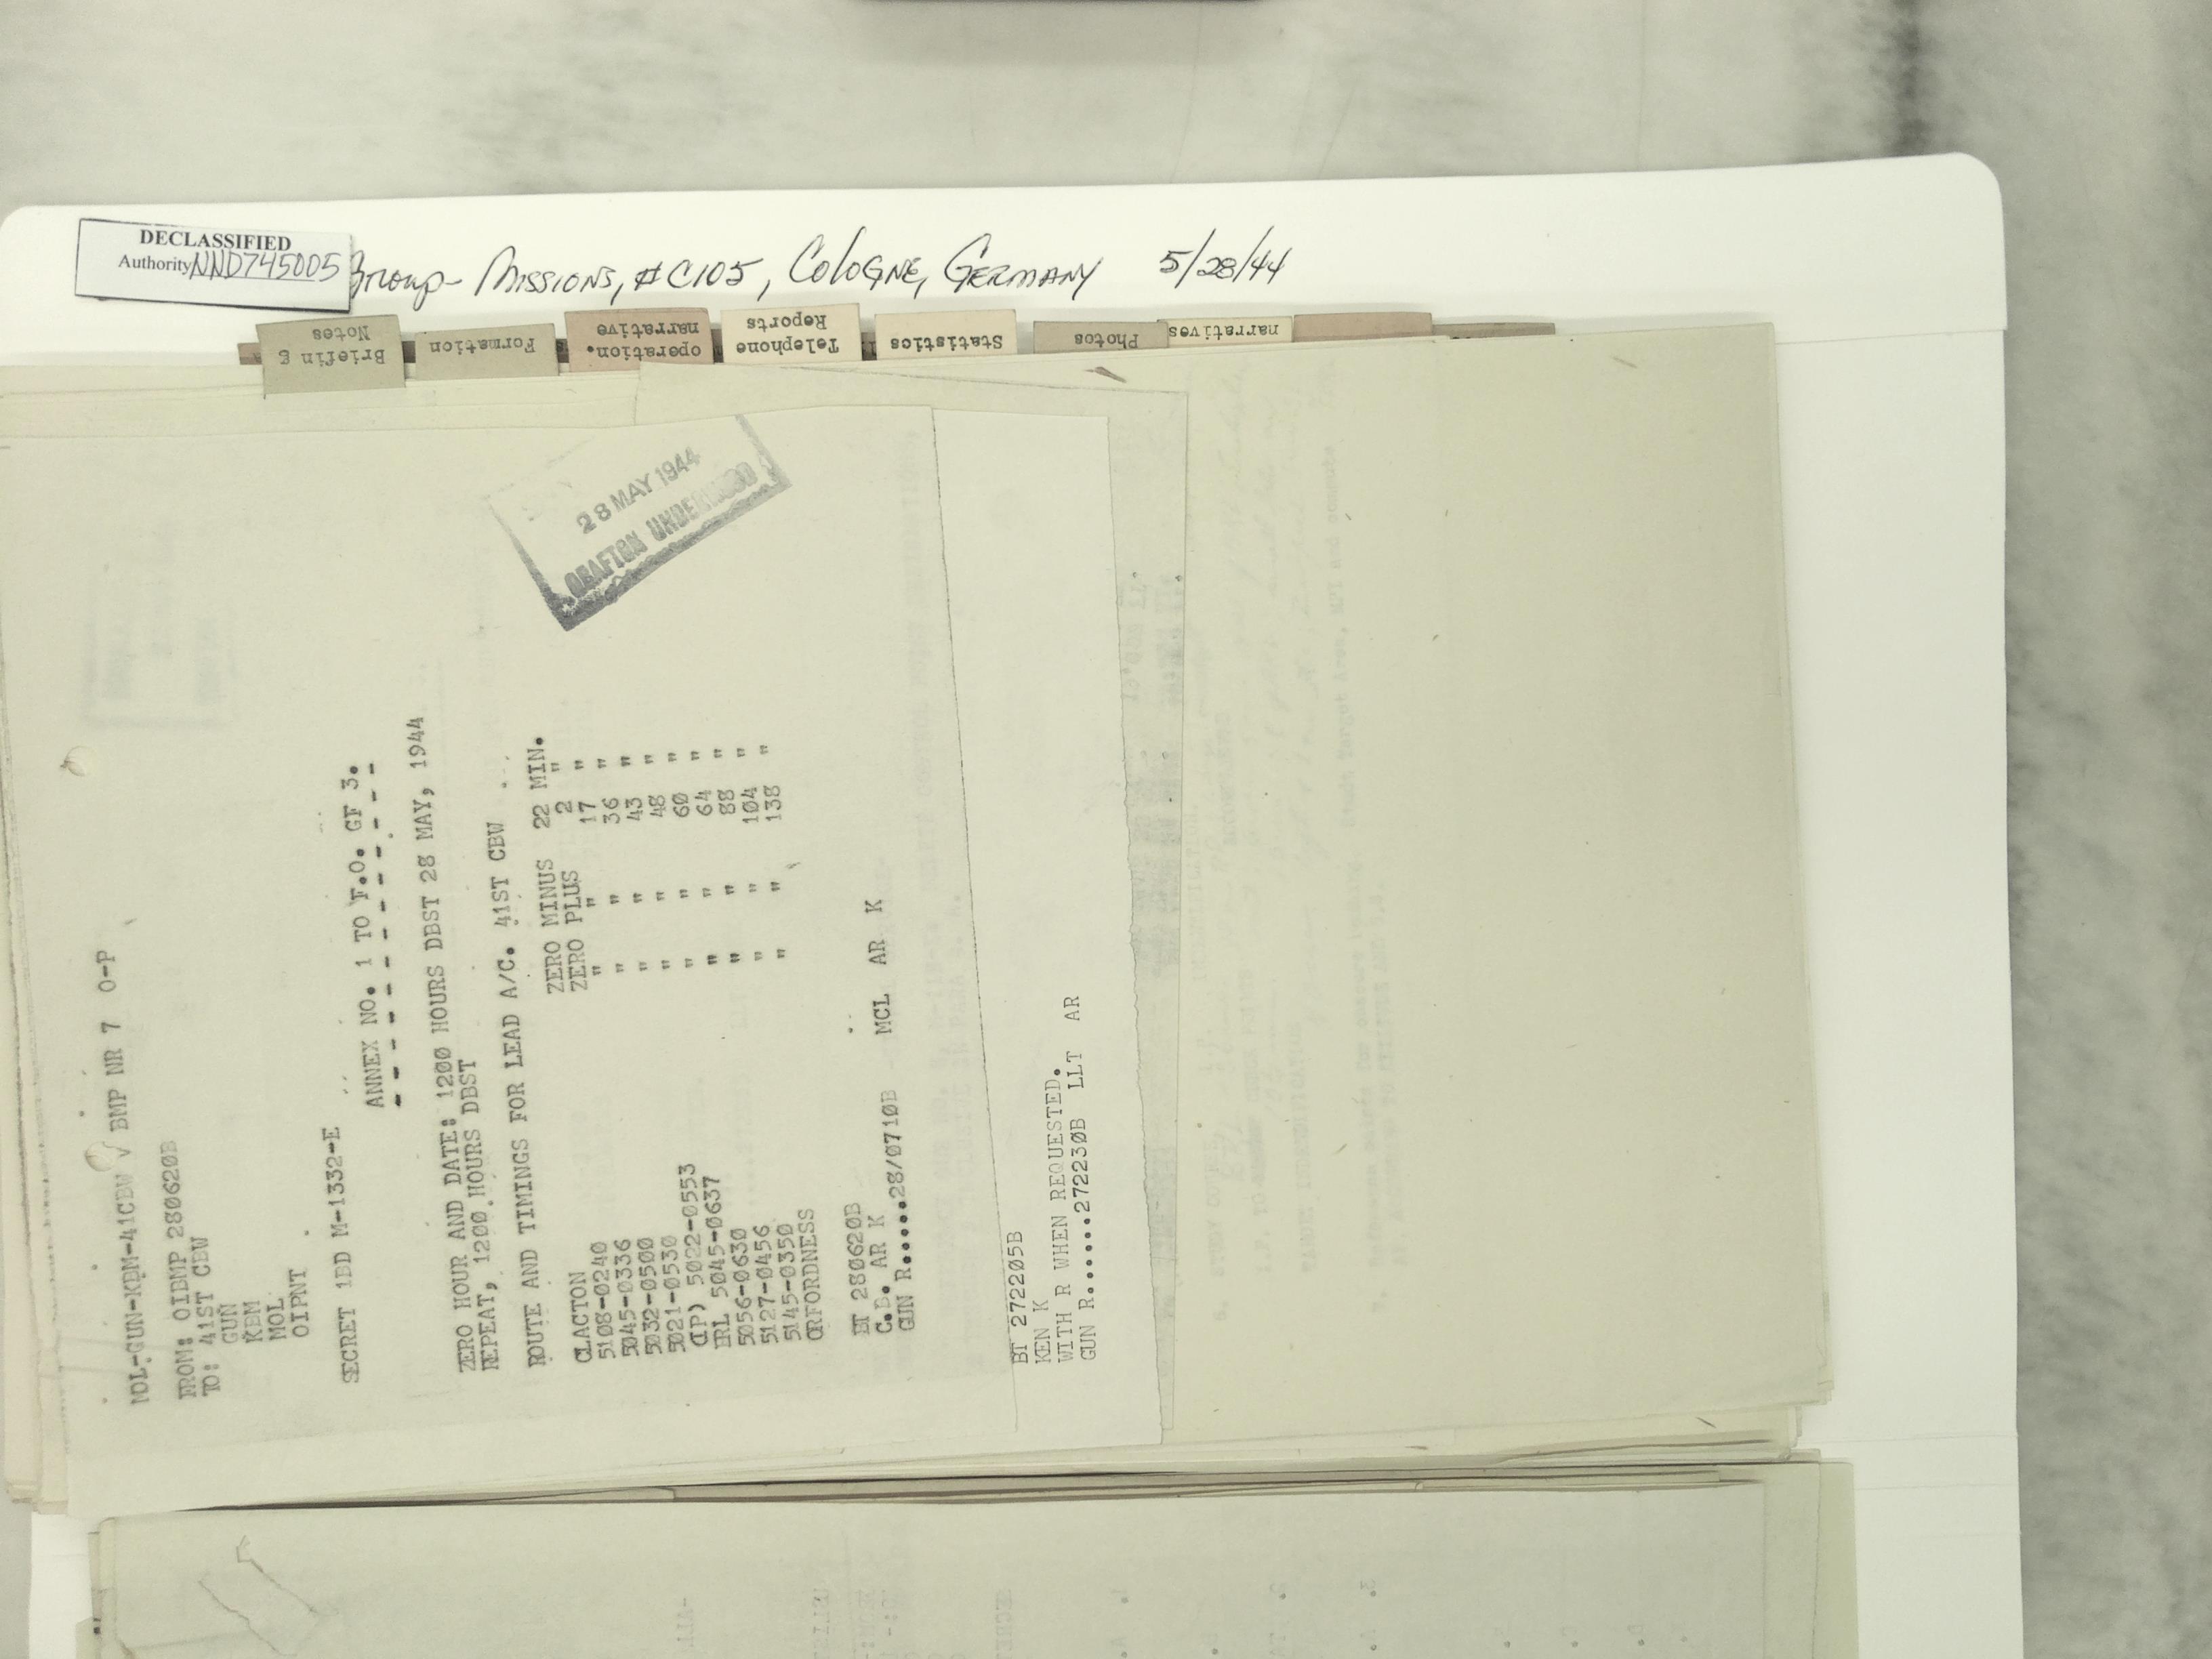 DECLASSIFIED
Authority NND745005
Group- MISSIONS, #C105, COLOGNE, GERMANY 5/28/44
Briefing Notes
Formation
operation. narrative
Telephone Reports
Statistics
Photos
narratives
28 MAY 1944
GRAFTON UNDERWOOD
MOL-GUN-KBM-41CBW V BMP NR 7 O-P
FROM: OIBMP 280620B
TO: 41ST CBW
GUN
KBM
MOL
OIPNT
SECRET 1BD M-1332-E
ANNEX NO. 1 TO F.O. GF 3.
- - - - - - - - - - - -
ZERO HOUR AND DATE: 1200 HOURS DBST 28 MAY, 1944
REPEAT, 1200 HOURS DBST
ROUTE AND TIMINGS FOR LEAD A/C. 41ST CBW
CLACTON ZERO MINUS 22 MIN.
5108-0240 ZERO PLUS 2 "
5045-0336 " " 17 "
5032-0500 " " 36 "
5021-0530 " " 43 "
(IP) 5022-0553 " " 48 "
ERL 5045-0637 " " 60 "
5056-0630 " " 64 "
5127-0456 " " 88 "
5145-0350 " " 104 "
ORFORDNESS " " 138 "
BT 280620B
C.B. AR K
GUN R......28/0710B MCL AR K
BT 272205B
KEN K
WITH R WHEN REQUESTED.
GUN R.......272230B LLT AR